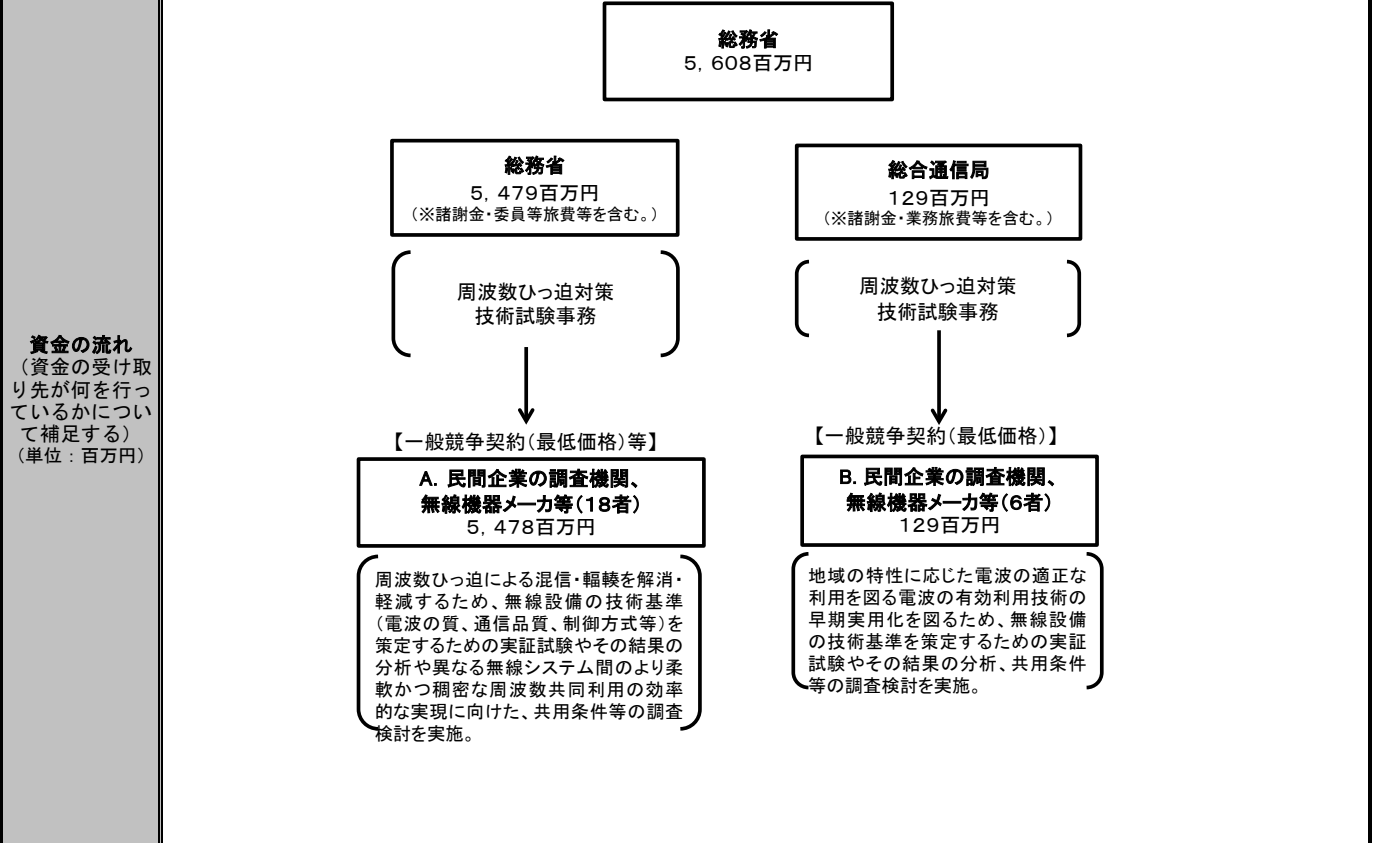 資金の流れ
（資金の受け取
り先が何を行っ
ているかについ
て補足する）
（単位：百万円）
総務省
5，608百万円
総務省
5，479百万円
（※諸謝金・委員等旅費等を含む。）
総合通信局
129百万円
（※諸謝金・業務旅費等を含む。）
周波数ひっ迫対策
技術試験事務
周波数ひっ迫対策
技術試験事務
【一般競争契約（最低価格）等】
【一般競争契約（最低価格）】
A．民間企業の調査機関、
無線機器メーカ等（18者）
5，478百万円
B．民間企業の調査機関、
無線機器メーカ等（6者）
129百万円
周波数ひっ迫による混信・輻輳を解消・
軽減するため、無線設備の技術基準
（電波の質、通信品質、制御方式等）を
策定するための実証試験やその結果の
分析や異なる無線システム間のより柔
軟かつ稠密な周波数共同利用の効率
的な実現に向けた、共用条件等の調査
検討を実施。
地域の特性に応じた電波の適正な
利用を図る電波の有効利用技術の
早期実用化を図るため、無線設備
の技術基準を策定するための実証
試験やその結果の分析、共用条件
等の調査検討を実施。